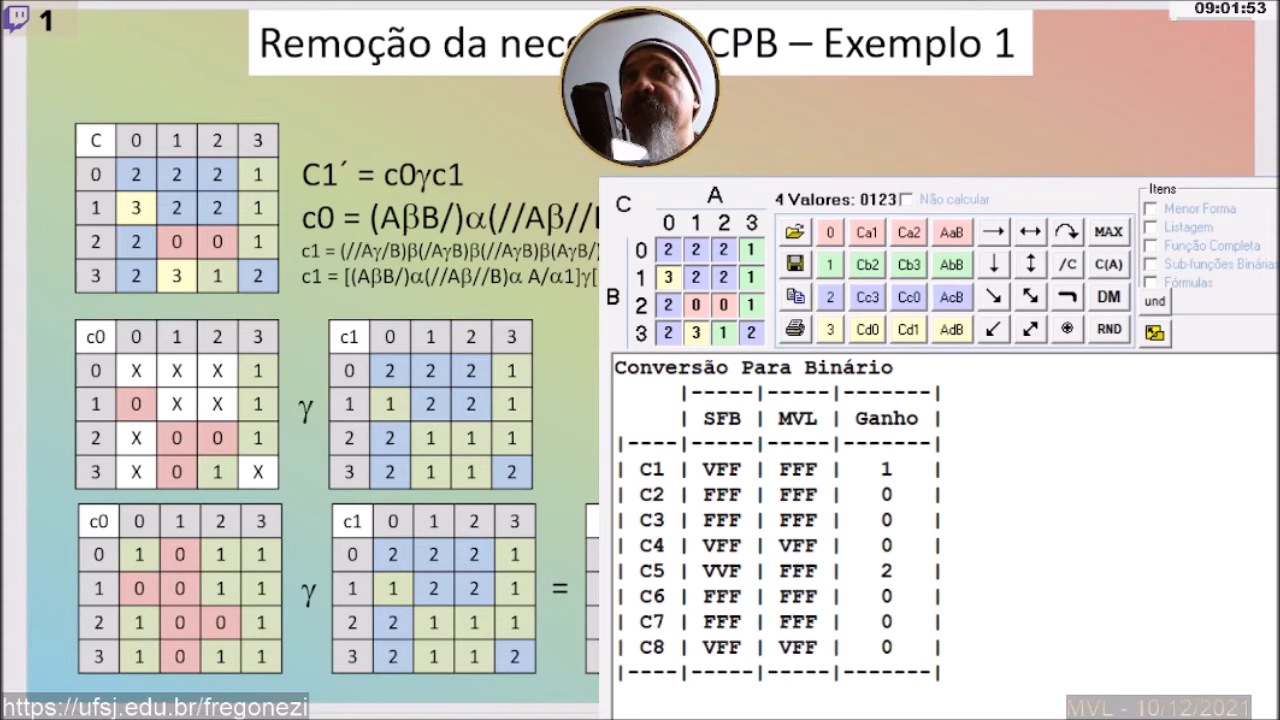 1
09:01:53
Remoção da nece CPB – Exemplo 1
C 0 1 2 3
0 2 2 2 1
1 3 2 2 1
2 2 0 0 1
3 2 3 1 2
C1´ = c0γc1
c0 = (AβB/)α(//Aβ//
c1 = (//Aγ/B)β(/AγB)β(//AγB)β(AγB/
c1 = [(AβB/)α(//Aβ//B)α A/α1]γ[
c0 0 1 2 3
0 X X X 1
1 0 X X 1
2 X 0 0 1
3 X 0 1 X
γ
c1 0 1 2 3
0 2 2 2 1
1 1 2 2 1
2 2 1 1 1
3 2 1 1 2
c0 0 1 2 3
0 1 0 1 1
1 0 0 1 1
2 1 0 0 1
3 1 0 1 1
γ
c1 0 1 2 3
0 2 2 2 1
1 1 2 2 1
2 2 1 1 1
3 2 1 1 2
=
C A
0 1 2 3
0 2 2 2 1
1 3 2 2 1
B
2 2 0 0 1
3 2 3 1 2
4 Valores: 0123 Não calcular
0 Ca1 Ca2 AaB MAX
1 Cb2 Cb3 AbB /C C(A)
2 Cc3 Cc0 AcB DM
3 Cd0 Cd1 AdB RND
Itens
Menor Forma
Listagem
Função Completa
Sub-funções Binárias
Fórmulas
und
Conversão Para Binário
|-----|-----|-------|
| SFB | MVL | Ganho |
|----|-----|-----|-------|
| C1 | VFF | FFF | 1 |
| C2 | FFF | FFF | 0 |
| C3 | FFF | FFF | 0 |
| C4 | VFF | VFF | 0 |
| C5 | VVF | FFF | 2 |
| C6 | FFF | FFF | 0 |
| C7 | FFF | FFF | 0 |
| C8 | VFF | VFF | 0 |
|----|-----|-----|-------|
https://ufsj.edu.br/fregonezi
MVL - 10/12/2021